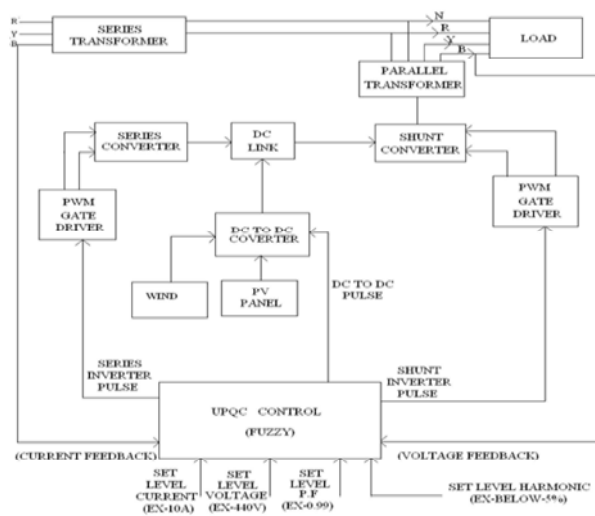 R
Y
B
SERIES
TRANSFORMER
N
R
Y
B
LOAD
PARALLEL
TRANSFORMER
SERIES
CONVERTER
DC
LINK
SHUNT
CONVERTER
PWM
GATE
DRIVER
PWM
GATE
DRIVER
DC TO DC
COVERTER
WIND
PV
PANEL
DC TO DC
PULSE
SERIES
INVERTER
PULSE
SHUNT
INVERTER
PULSE
UPQC CONTROL
(FUZZY)
(CURRENT FEEDBACK)
(VOLTAGE FEEDBACK)
SET
LEVEL
CURRENT
(EX-10A)
SET
LEVEL
VOLTAGE
(EX-440V)
SET
LEVEL
P.F
(EX-0.99)
SET LEVEL HARMONIC
(EX-BELOW-5%)